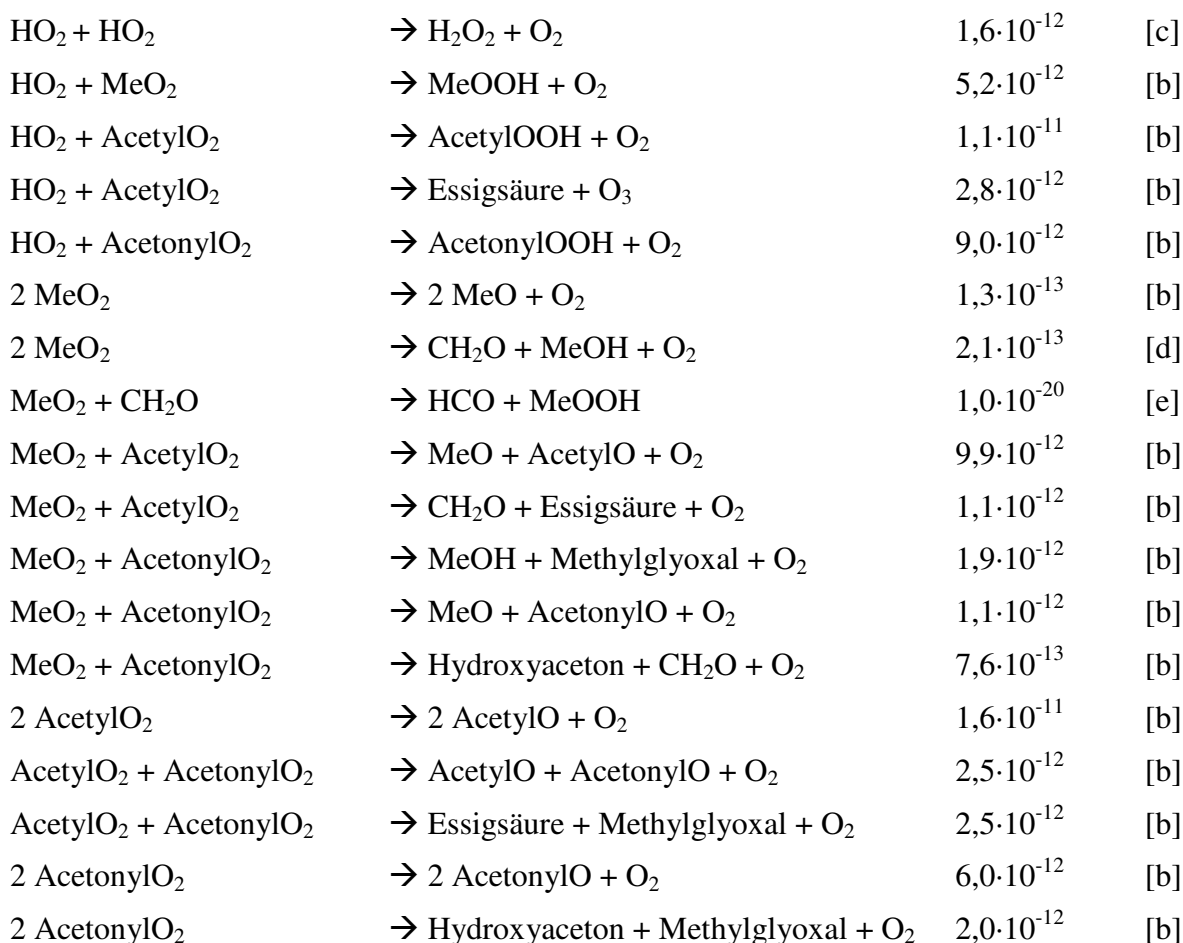 HO₂ + HO₂ → H₂O₂ + O₂ 1,6·10⁻¹² [c]
HO₂ + MeO₂ → MeOOH + O₂ 5,2·10⁻¹² [b]
HO₂ + AcetylO₂ → AcetylOOH + O₂ 1,1·10⁻¹¹ [b]
HO₂ + AcetylO₂ → Essigsäure + O₃ 2,8·10⁻¹² [b]
HO₂ + AcetonylO₂ → AcetonylOOH + O₂ 9,0·10⁻¹² [b]
2 MeO₂ → 2 MeO + O₂ 1,3·10⁻¹³ [b]
2 MeO₂ → CH₂O + MeOH + O₂ 2,1·10⁻¹³ [d]
MeO₂ + CH₂O → HCO + MeOOH 1,0·10⁻²⁰ [e]
MeO₂ + AcetylO₂ → MeO + AcetylO + O₂ 9,9·10⁻¹² [b]
MeO₂ + AcetylO₂ → CH₂O + Essigsäure + O₂ 1,1·10⁻¹² [b]
MeO₂ + AcetonylO₂ → MeOH + Methylglyoxal + O₂ 1,9·10⁻¹² [b]
MeO₂ + AcetonylO₂ → MeO + AcetonylO + O₂ 1,1·10⁻¹² [b]
MeO₂ + AcetonylO₂ → Hydroxyaceton + CH₂O + O₂ 7,6·10⁻¹³ [b]
2 AcetylO₂ → 2 AcetylO + O₂ 1,6·10⁻¹¹ [b]
AcetylO₂ + AcetonylO₂ → AcetylO + AcetonylO + O₂ 2,5·10⁻¹² [b]
AcetylO₂ + AcetonylO₂ → Essigsäure + Methylglyoxal + O₂ 2,5·10⁻¹² [b]
2 AcetonylO₂ → 2 AcetonylO + O₂ 6,0·10⁻¹² [b]
2 AcetonylO₂ → Hydroxyaceton + Methylglyoxal + O₂ 2,0·10⁻¹² [b]